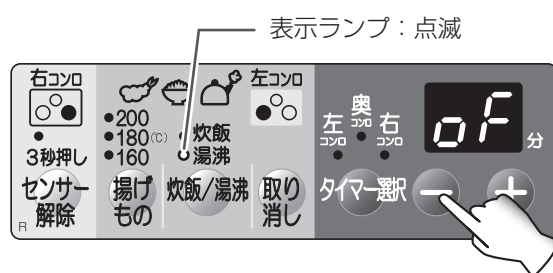 表示ランプ:点滅
右コンロ
左コンロ
●200
●180(℃)
●160
炊飯
湯沸
3秒押し
センサー
解除
揚げ
もの
炊飯/湯沸
取り
消し
左コンロ
奥コンロ
右コンロ
タイマー選択
－
＋
oF
分
R